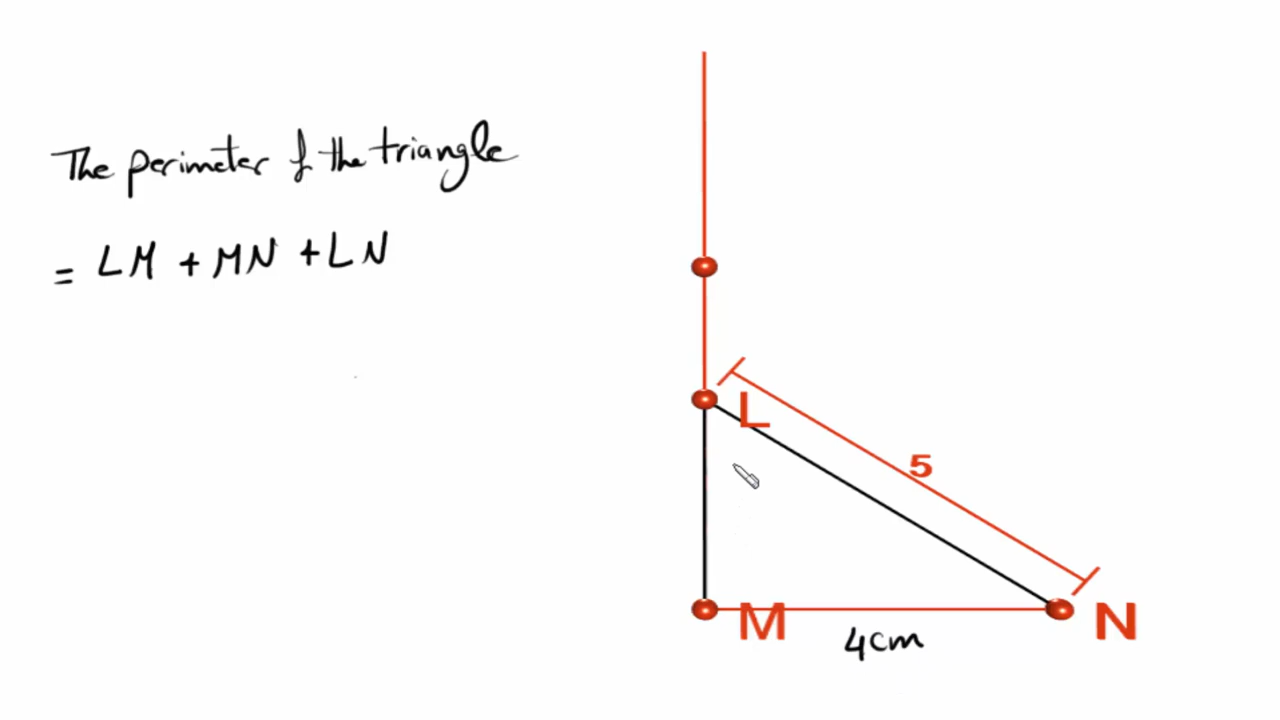 The perimeter of the triangle
= LM + MN + LN
L
5
M
N
4cm